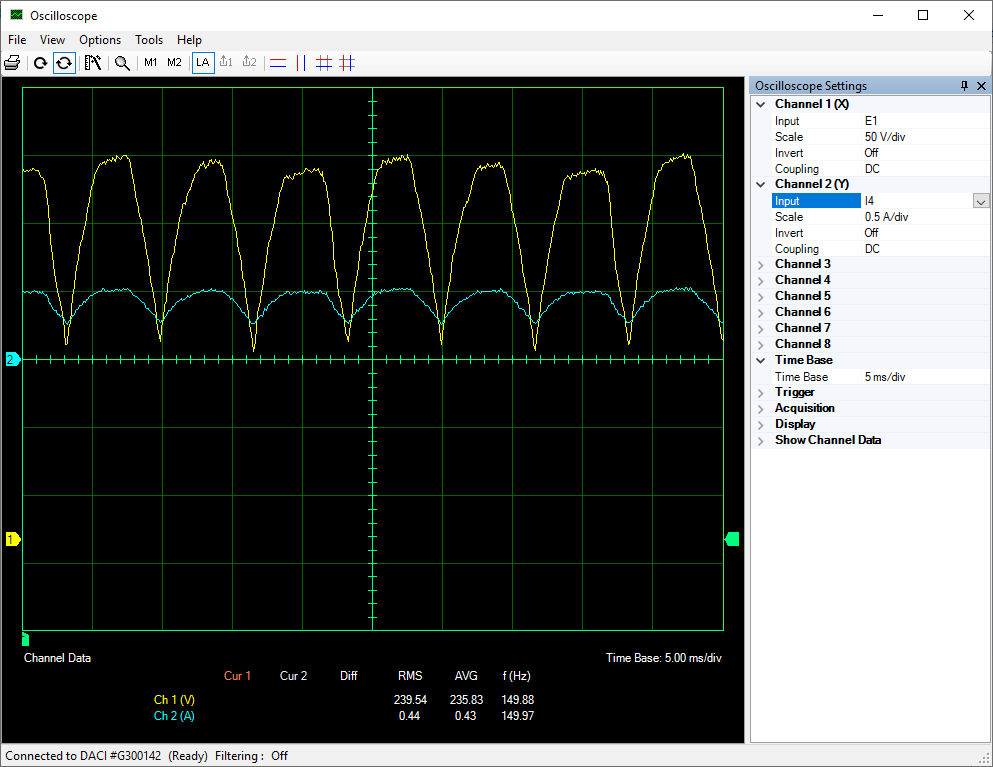 Oscilloscope
File View Options Tools Help
M1 M2 LA 1 2
Oscilloscope Settings
Channel 1 (X)
Input E1
Scale 50 V/div
Invert Off
Coupling DC
Channel 2 (Y)
Input I4
Scale 0.5 A/div
Invert Off
Coupling DC
Channel 3
Channel 4
Channel 5
Channel 6
Channel 7
Channel 8
Time Base
Time Base 5 ms/div
Trigger
Acquisition
Display
Show Channel Data
2
1
Channel Data Time Base: 5.00 ms/div
Cur 1 Cur 2 Diff RMS AVG f (Hz)
Ch 1 (V) 239.54 235.83 149.88
Ch 2 (A) 0.44 0.43 149.97
Connected to DACI #G300142 (Ready) Filtering : Off